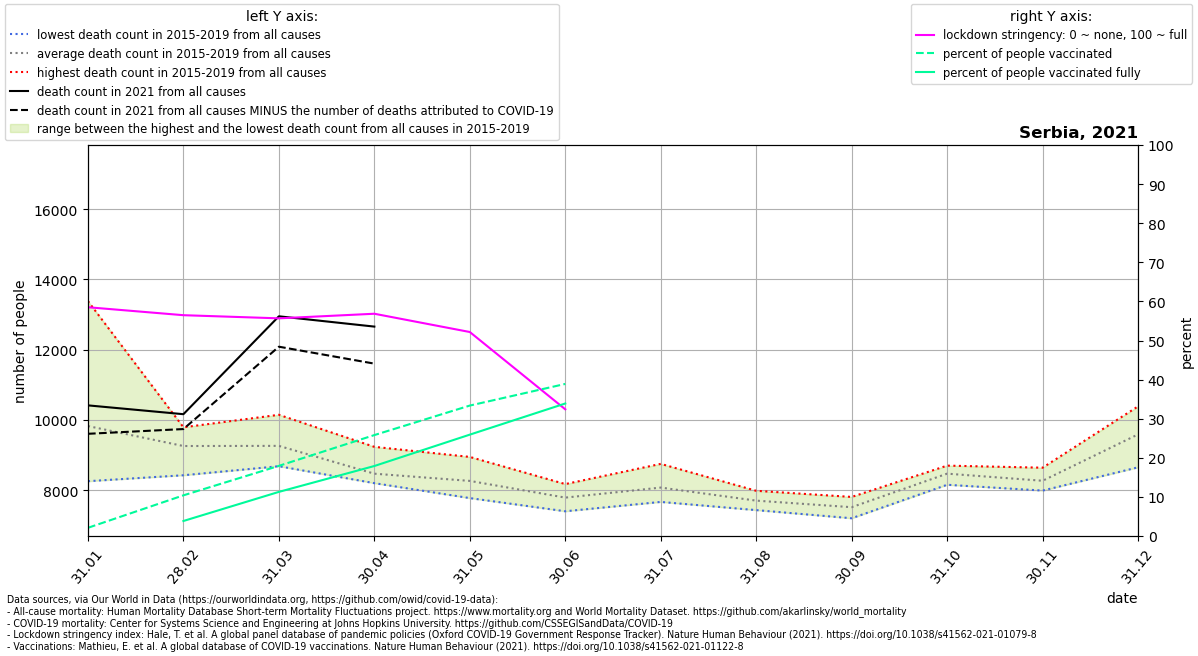 left Y axis:
lowest death count in 2015-2019 from all causes
average death count in 2015-2019 from all causes
highest death count in 2015-2019 from all causes
death count in 2021 from all causes
death count in 2021 from all causes MINUS the number of deaths attributed to COVID-19
range between the highest and the lowest death count from all causes in 2015-2019
right Y axis:
lockdown stringency: 0 ~ none, 100 ~ full
percent of people vaccinated
percent of people vaccinated fully
Serbia, 2021
number of people
16000
14000
12000
10000
8000
100
90
80
70
60
50
40
30
20
10
0
percent
31.01
28.02
31.03
30.04
31.05
30.06
31.07
31.08
30.09
31.10
30.11
31.12
date
Data sources, via Our World in Data (https://ourworldindata.org, https://github.com/owid/covid-19-data):
- All-cause mortality: Human Mortality Database Short-term Mortality Fluctuations project. https://www.mortality.org and World Mortality Dataset. https://github.com/akarlinsky/world_mortality
- COVID-19 mortality: Center for Systems Science and Engineering at Johns Hopkins University. https://github.com/CSSEGISandData/COVID-19
- Lockdown stringency index: Hale, T. et al. A global panel database of pandemic policies (Oxford COVID-19 Government Response Tracker). Nature Human Behaviour (2021). https://doi.org/10.1038/s41562-021-01079-8
- Vaccinations: Mathieu, E. et al. A global database of COVID-19 vaccinations. Nature Human Behaviour (2021). https://doi.org/10.1038/s41562-021-01122-8